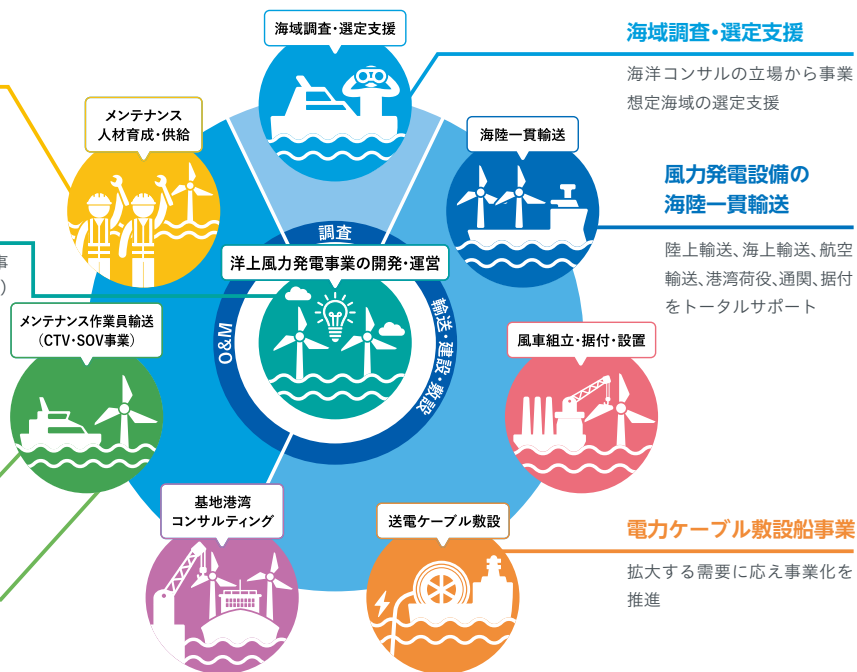 海域調査・選定支援
海域調査・選定支援
海洋コンサルの立場から事業
想定海域の選定支援
メンテナンス
人材育成・供給
海陸一貫輸送
風力発電設備の
海陸一貫輸送
陸上輸送、海上輸送、航空
輸送、港湾荷役、通関、据付
をトータルサポート
調査
洋上風力発電事業の開発・運営
事
）
O&M
輸送・建設・敷設
メンテナンス作業員輸送
（CTV・SOV事業）
風車組立・据付・設置
基地港湾
コンサルティング
送電ケーブル敷設
電力ケーブル敷設船事業
拡大する需要に応え事業化を
推進